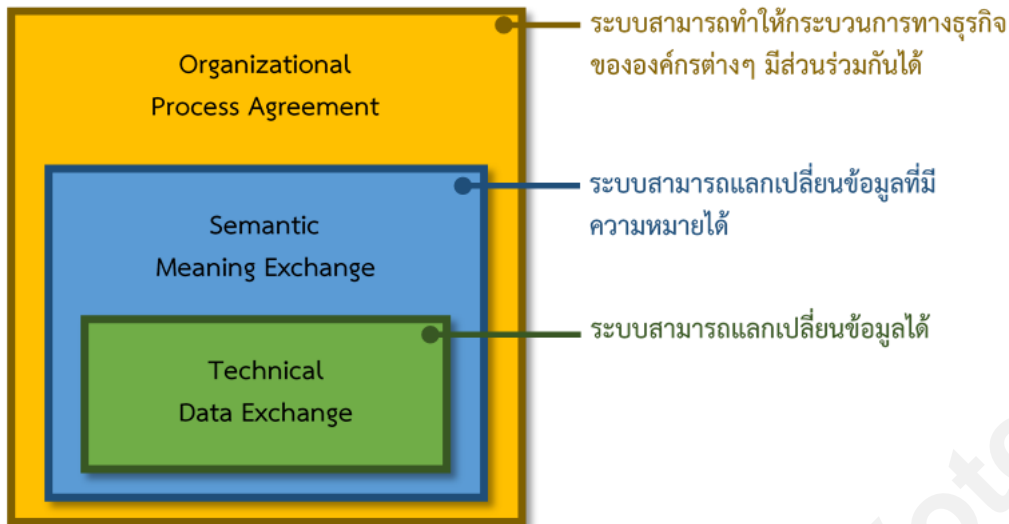 Organizational
Process Agreement
ระบบสามารถทำให้กระบวนการทางธุรกิจ
ขององค์กรต่างๆ มีส่วนร่วมกันได้
Semantic
Meaning Exchange
ระบบสามารถแลกเปลี่ยนข้อมูลที่มี
ความหมายได้
Technical
Data Exchange
ระบบสามารถแลกเปลี่ยนข้อมูลได้